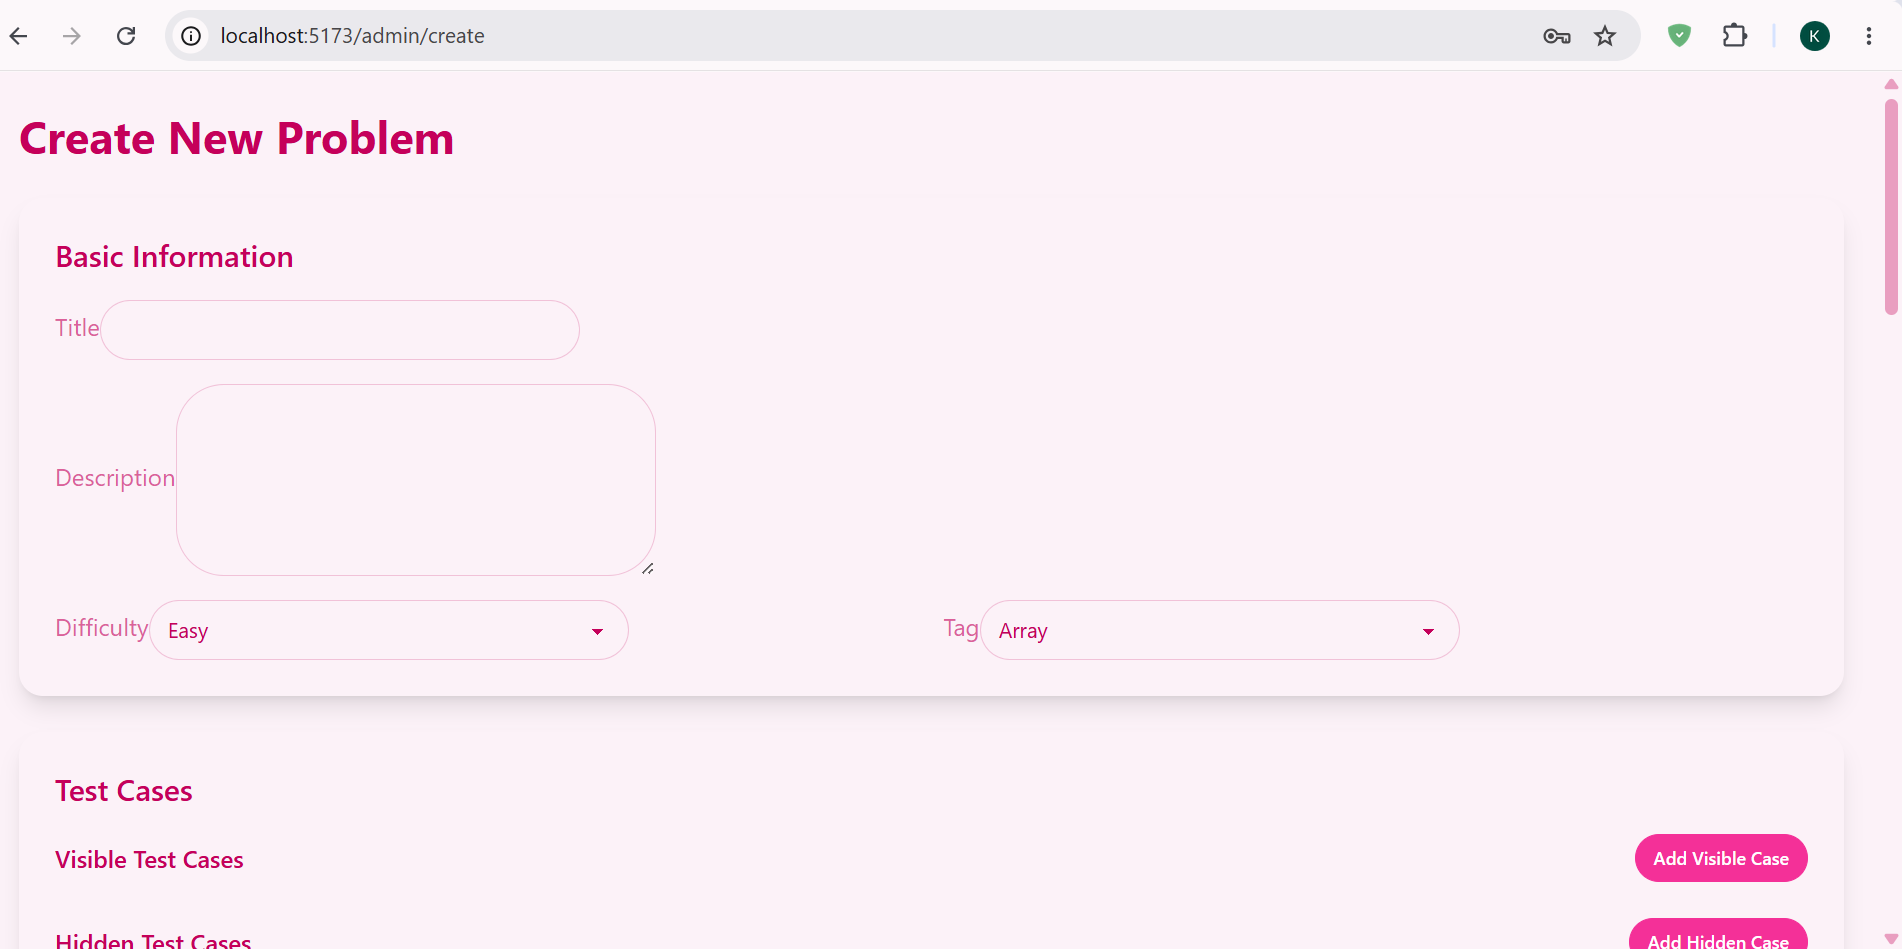 localhost:5173/admin/create
K
Create New Problem
Basic Information
Title
Description
Difficulty Easy Tag Array
Test Cases
Visible Test Cases Add Visible Case
Hidden Test Cases Add Hidden Case